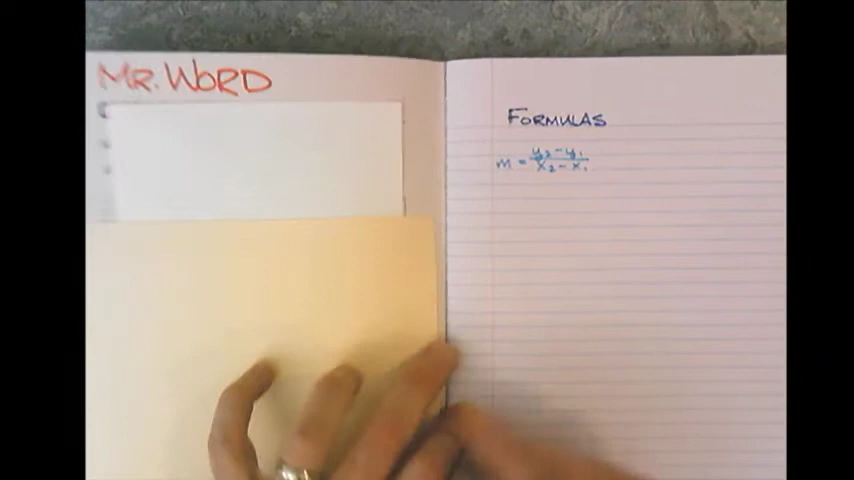 MR. WORD
FORMULAS
m = y₂ - y₁ / x₂ - x₁